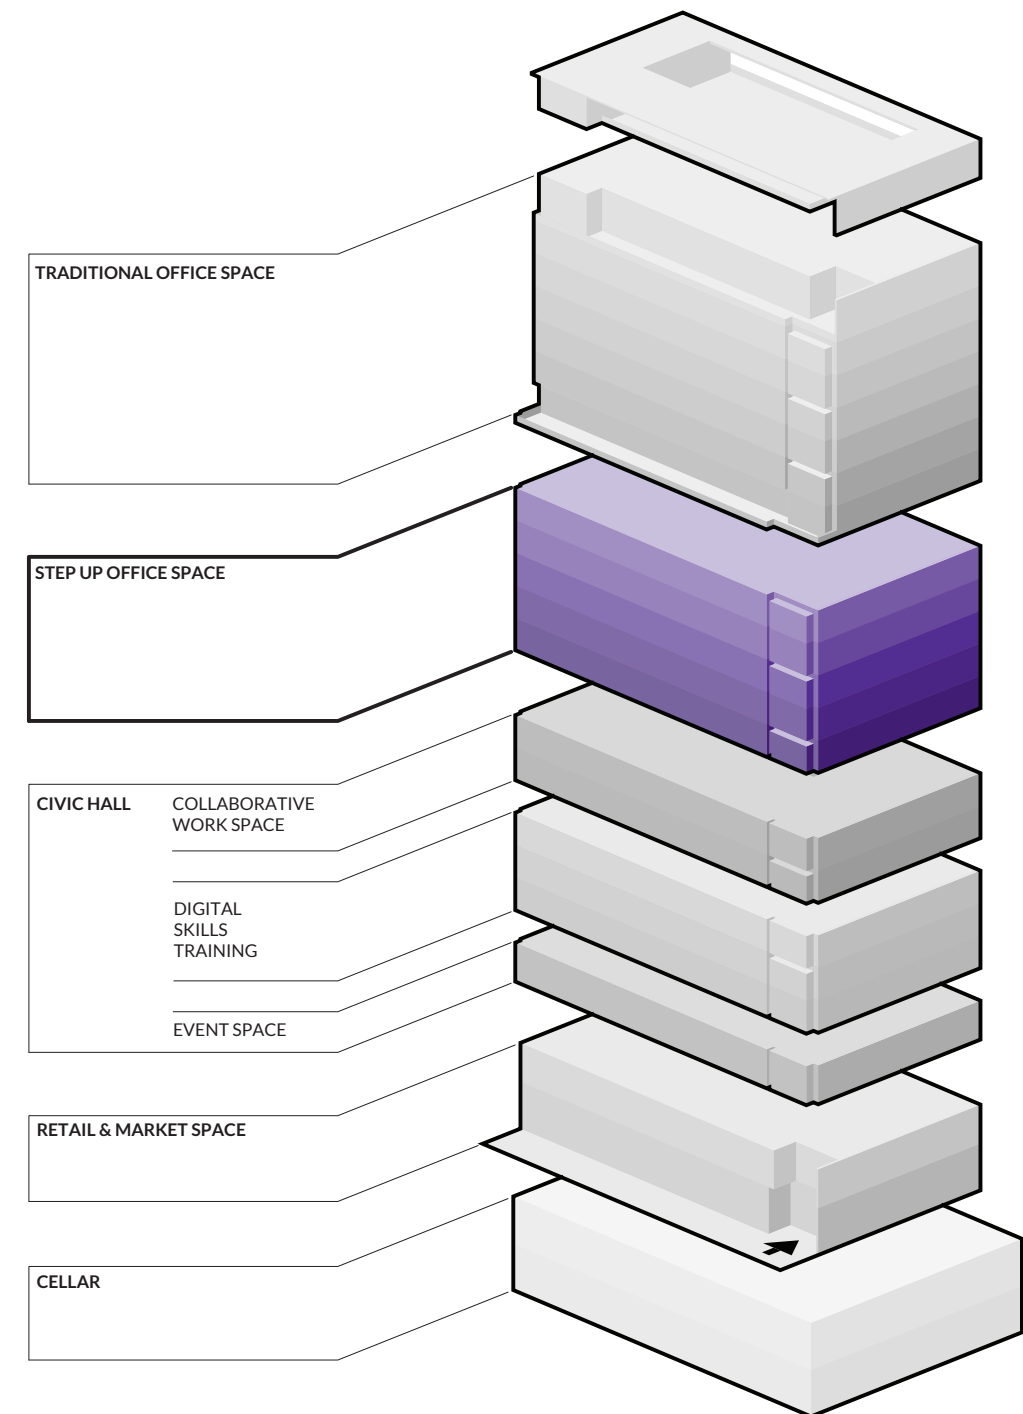 TRADITIONAL OFFICE SPACE
STEP UP OFFICE SPACE
CIVIC HALL
COLLABORATIVE
WORK SPACE
DIGITAL
SKILLS
TRAINING
EVENT SPACE
RETAIL & MARKET SPACE
CELLAR